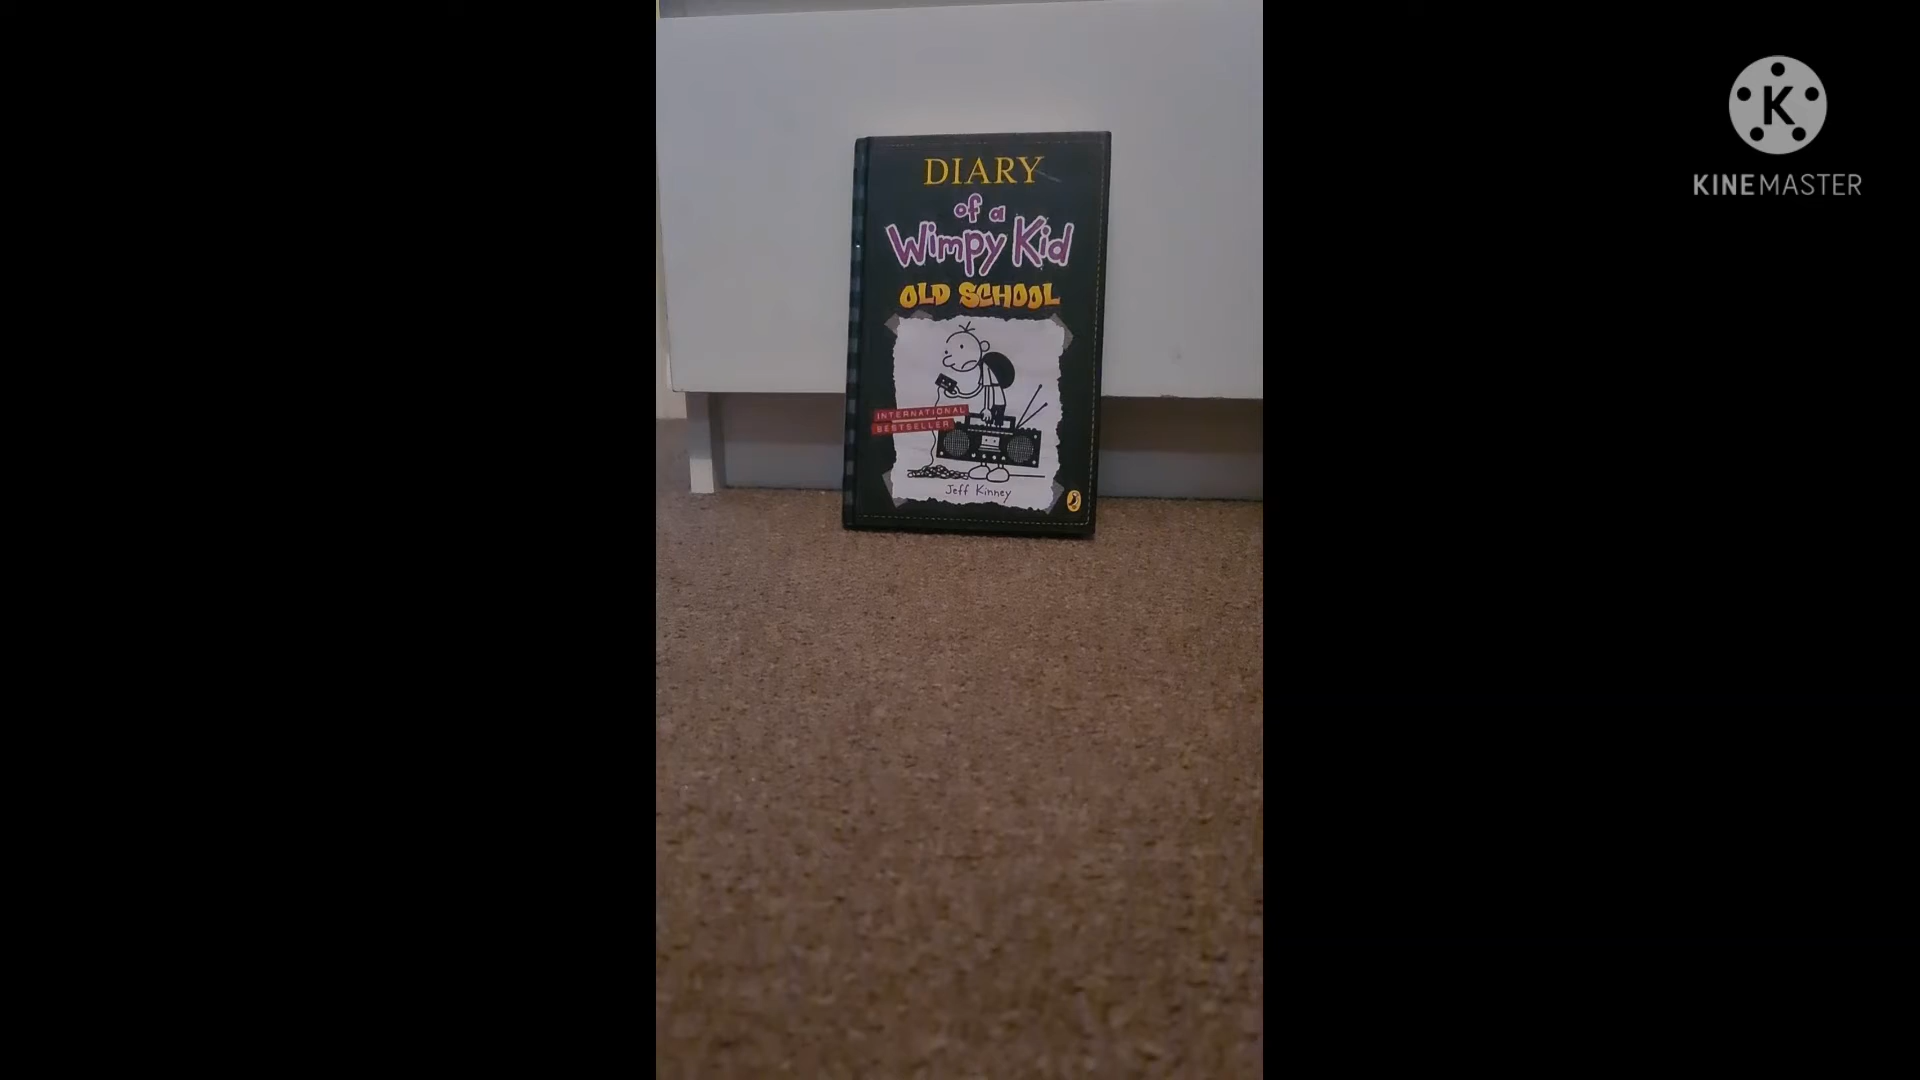 DIARY
of a
Wimpy Kid
OLD SCHOOL
INTERNATIONAL
BESTSELLER
Jeff Kinney
K
KINEMASTER